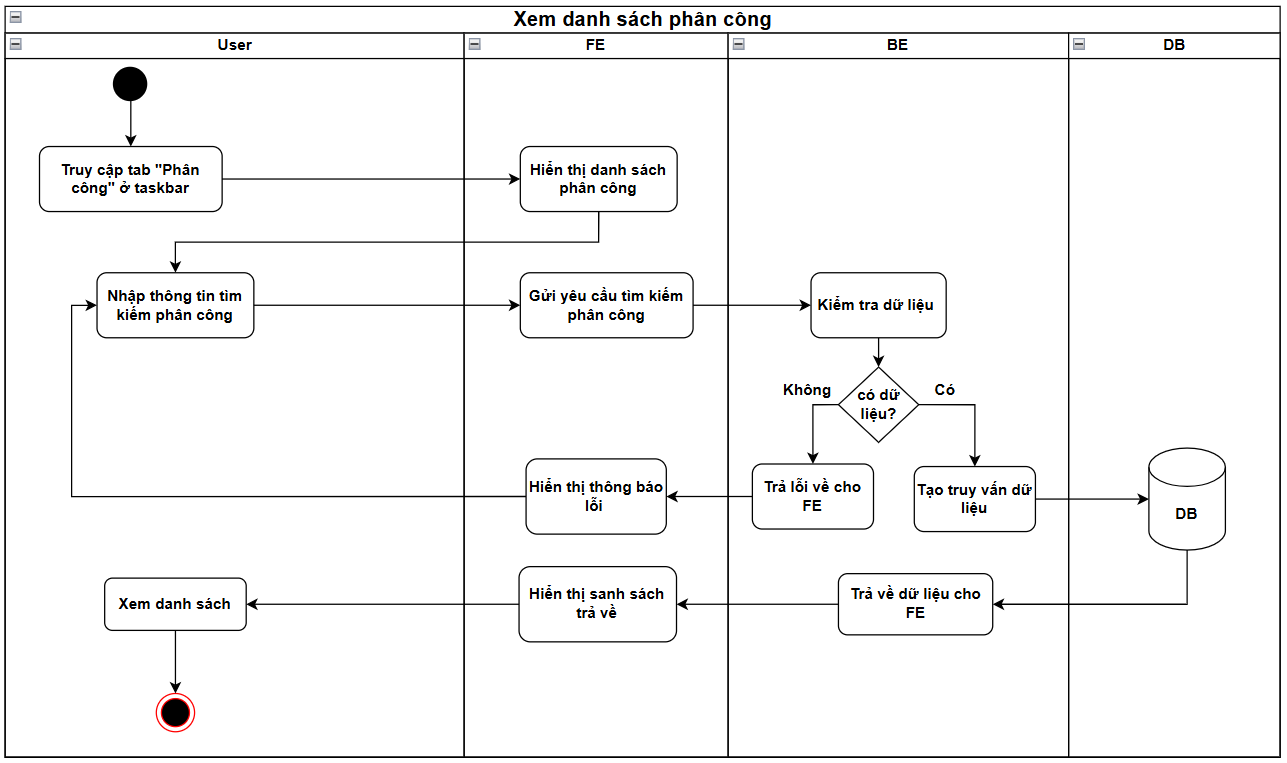 Xem danh sách phân công
User
FE
BE
DB
Truy cập tab "Phân
công" ở taskbar
Hiển thị danh sách
phân công
Nhập thông tin tìm
kiếm phân công
Gửi yêu cầu tìm kiếm
phân công
Kiểm tra dữ liệu
Không
có dữ
liệu?
Có
Hiển thị thông báo
lỗi
Trả lỗi về cho
FE
Tạo truy vấn dữ
liệu
DB
Xem danh sách
Hiển thị sanh sách
trả về
Trả về dữ liệu cho
FE